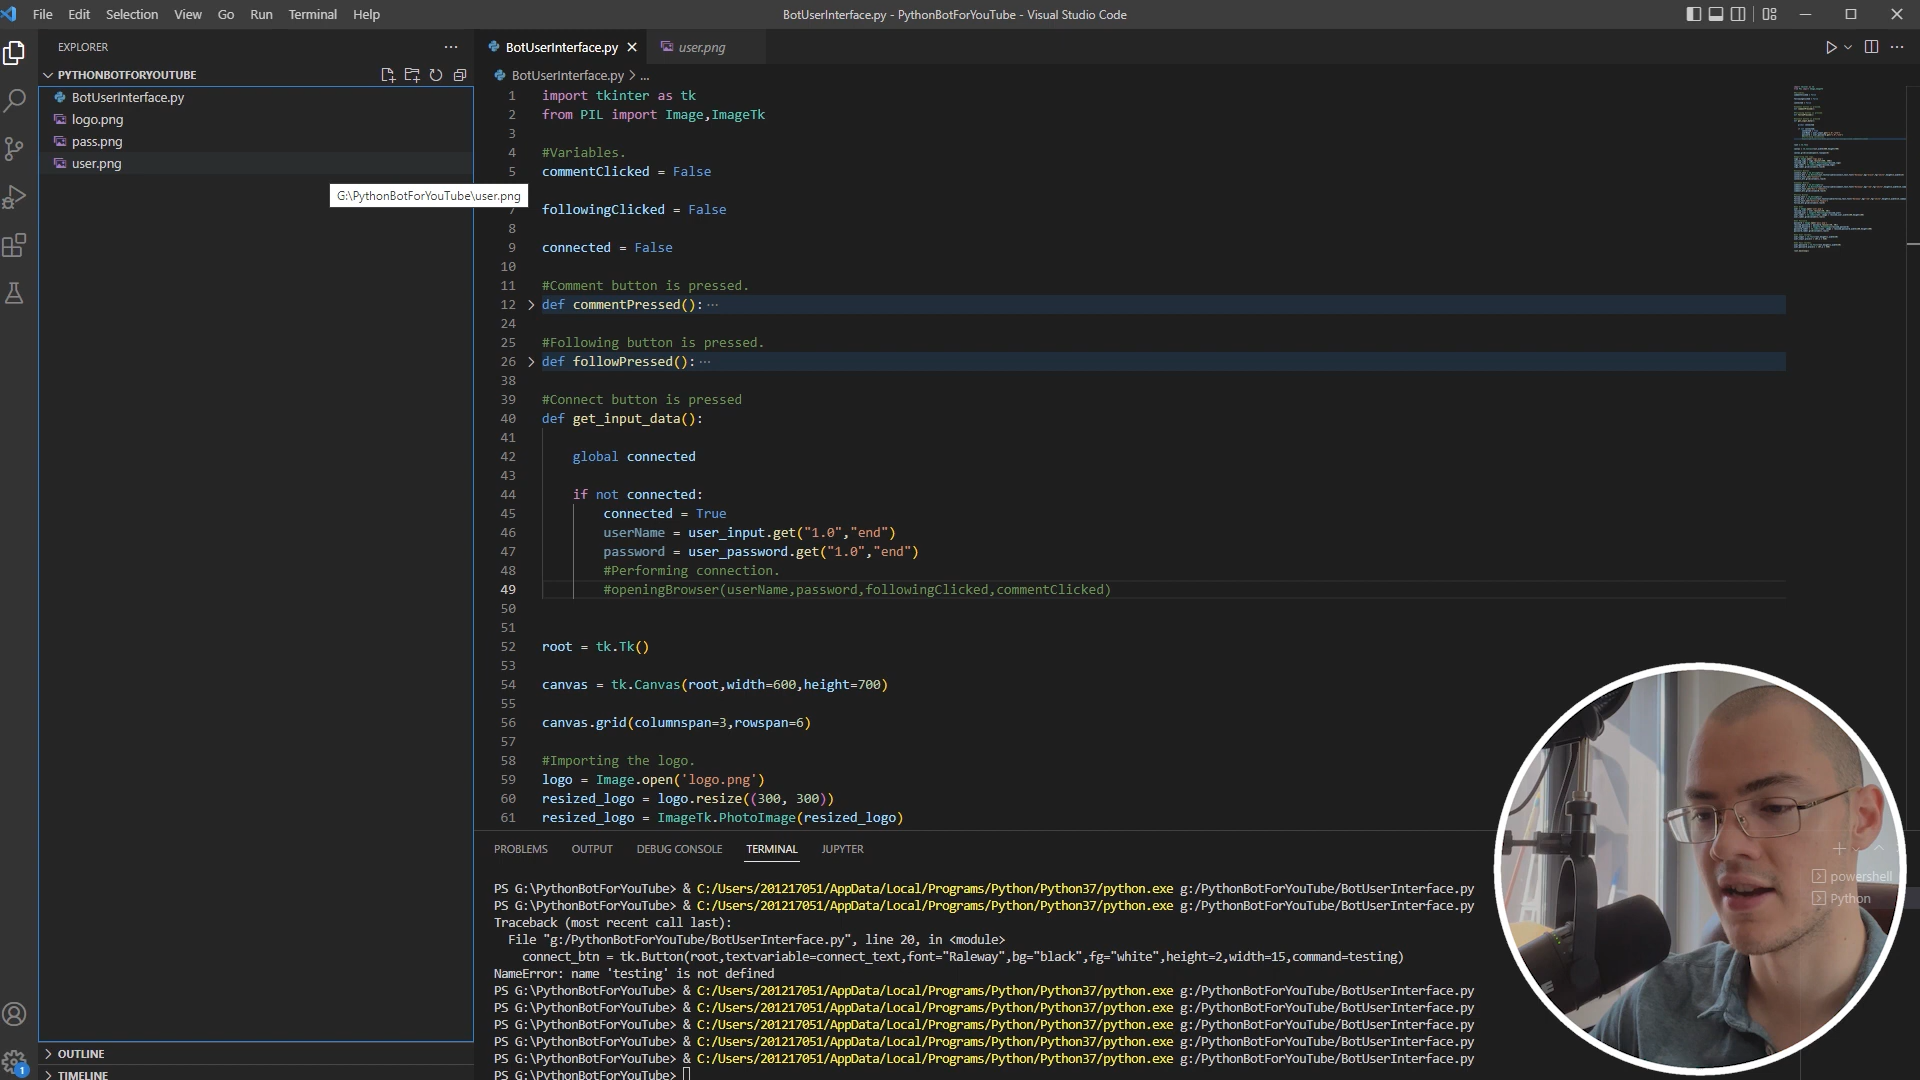 File Edit Selection View Go Run Terminal Help
BotUserInterface.py - PythonBotForYouTube - Visual Studio Code
EXPLORER
PYTHONBOTFORYOUTUBE
BotUserInterface.py
logo.png
pass.png
user.png
G:\PythonBotForYouTube\user.png
OUTLINE
TIMELINE
1
BotUserInterface.py
user.png
BotUserInterface.py > ...
1 import tkinter as tk
2 from PIL import Image,ImageTk
3
4 #Variables.
5 commentClicked = False
7 followingClicked = False
8
9 connected = False
10
11 #Comment button is pressed.
12 def commentPressed():···
24
25 #Following button is pressed.
26 def followPressed():···
38
39 #Connect button is pressed
40 def get_input_data():
41
42 global connected
43
44 if not connected:
45 connected = True
46 userName = user_input.get("1.0","end")
47 password = user_password.get("1.0","end")
48 #Performing connection.
49 #openingBrowser(userName,password,followingClicked,commentClicked)
50
51
52 root = tk.Tk()
53
54 canvas = tk.Canvas(root,width=600,height=700)
55
56 canvas.grid(columnspan=3,rowspan=6)
57
58 #Importing the logo.
59 logo = Image.open('logo.png')
60 resized_logo = logo.resize((300, 300))
61 resized_logo = ImageTk.PhotoImage(resized_logo)
PROBLEMS OUTPUT DEBUG CONSOLE TERMINAL JUPYTER
PS G:\PythonBotForYouTube> & C:/Users/201217051/AppData/Local/Programs/Python/Python37/python.exe g:/PythonBotForYouTube/BotUserInterface.py
PS G:\PythonBotForYouTube> & C:/Users/201217051/AppData/Local/Programs/Python/Python37/python.exe g:/PythonBotForYouTube/BotUserInterface.py
Traceback (most recent call last):
File "g:/PythonBotForYouTube/BotUserInterface.py", line 20, in <module>
connect_btn = tk.Button(root,textvariable=connect_text,font="Raleway",bg="black",fg="white",height=2,width=15,command=testing)
NameError: name 'testing' is not defined
PS G:\PythonBotForYouTube> & C:/Users/201217051/AppData/Local/Programs/Python/Python37/python.exe g:/PythonBotForYouTube/BotUserInterface.py
PS G:\PythonBotForYouTube> & C:/Users/201217051/AppData/Local/Programs/Python/Python37/python.exe g:/PythonBotForYouTube/BotUserInterface.py
PS G:\PythonBotForYouTube> & C:/Users/201217051/AppData/Local/Programs/Python/Python37/python.exe g:/PythonBotForYouTube/BotUserInterface.py
PS G:\PythonBotForYouTube> & C:/Users/201217051/AppData/Local/Programs/Python/Python37/python.exe g:/PythonBotForYouTube/BotUserInterface.py
PS G:\PythonBotForYouTube> & C:/Users/201217051/AppData/Local/Programs/Python/Python37/python.exe g:/PythonBotForYouTube/BotUserInterface.py
PS G:\PythonBotForYouTube>
powershell
Python